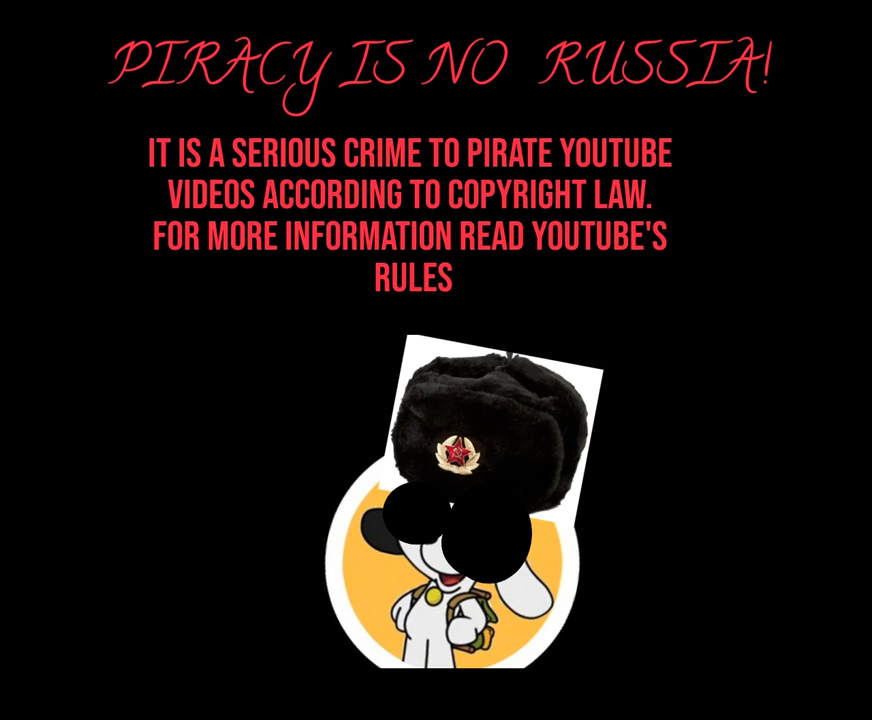 PIRACY IS NO RUSSIA!
IT IS A SERIOUS CRIME TO PIRATE YOUTUBE
VIDEOS ACCORDING TO COPYRIGHT LAW.
FOR MORE INFORMATION READ YOUTUBE'S
RULES